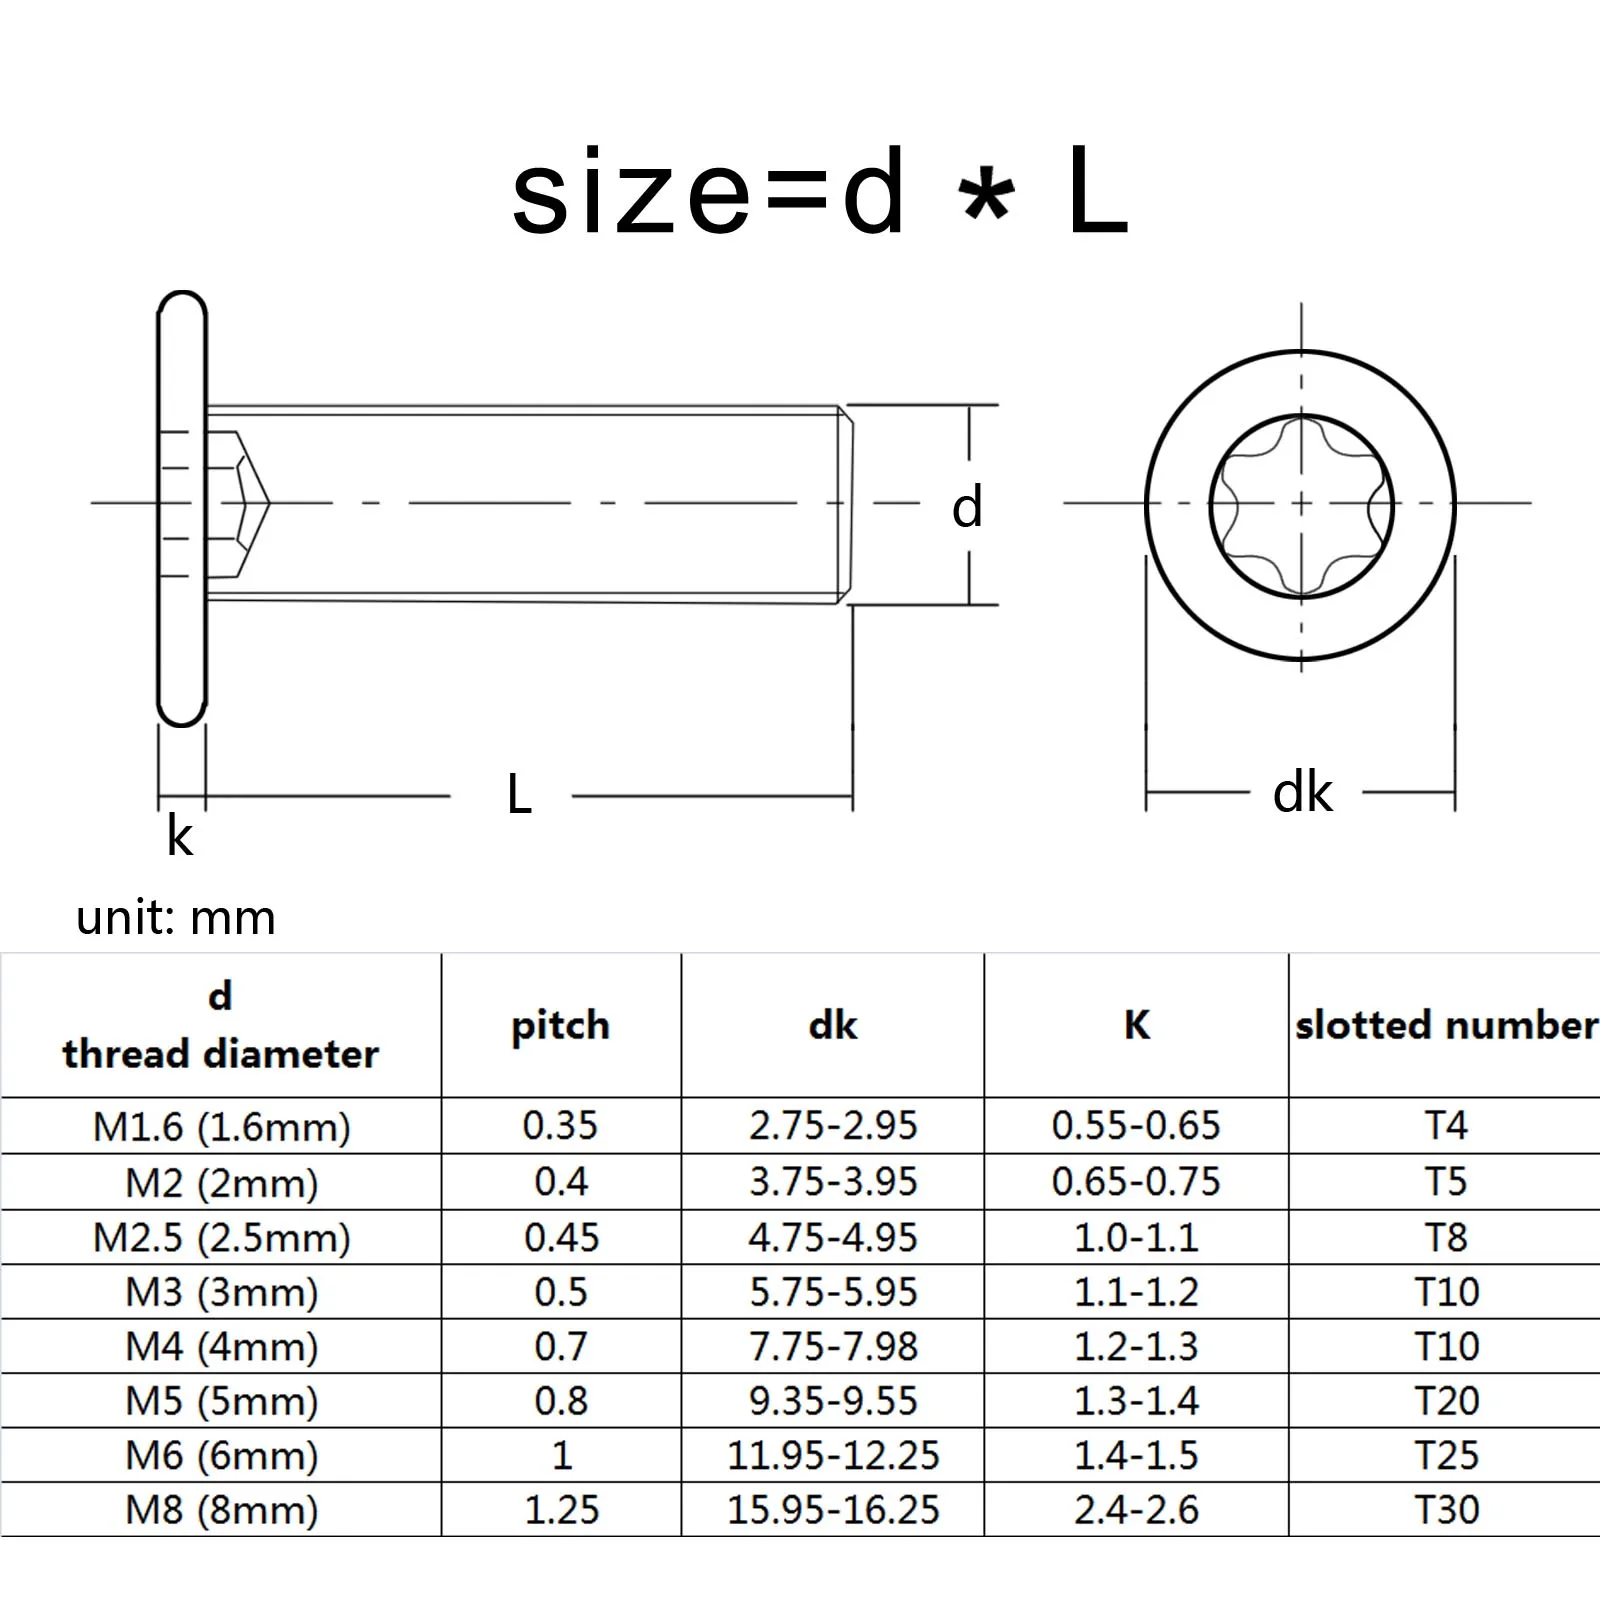 size=d * L
d
L
dk
k
unit: mm
d
thread diameter
pitch
dk
K
slotted number
M1.6 (1.6mm) 0.35 2.75-2.95 0.55-0.65 T4
M2 (2mm) 0.4 3.75-3.95 0.65-0.75 T5
M2.5 (2.5mm) 0.45 4.75-4.95 1.0-1.1 T8
M3 (3mm) 0.5 5.75-5.95 1.1-1.2 T10
M4 (4mm) 0.7 7.75-7.98 1.2-1.3 T10
M5 (5mm) 0.8 9.35-9.55 1.3-1.4 T20
M6 (6mm) 1 11.95-12.25 1.4-1.5 T25
M8 (8mm) 1.25 15.95-16.25 2.4-2.6 T30